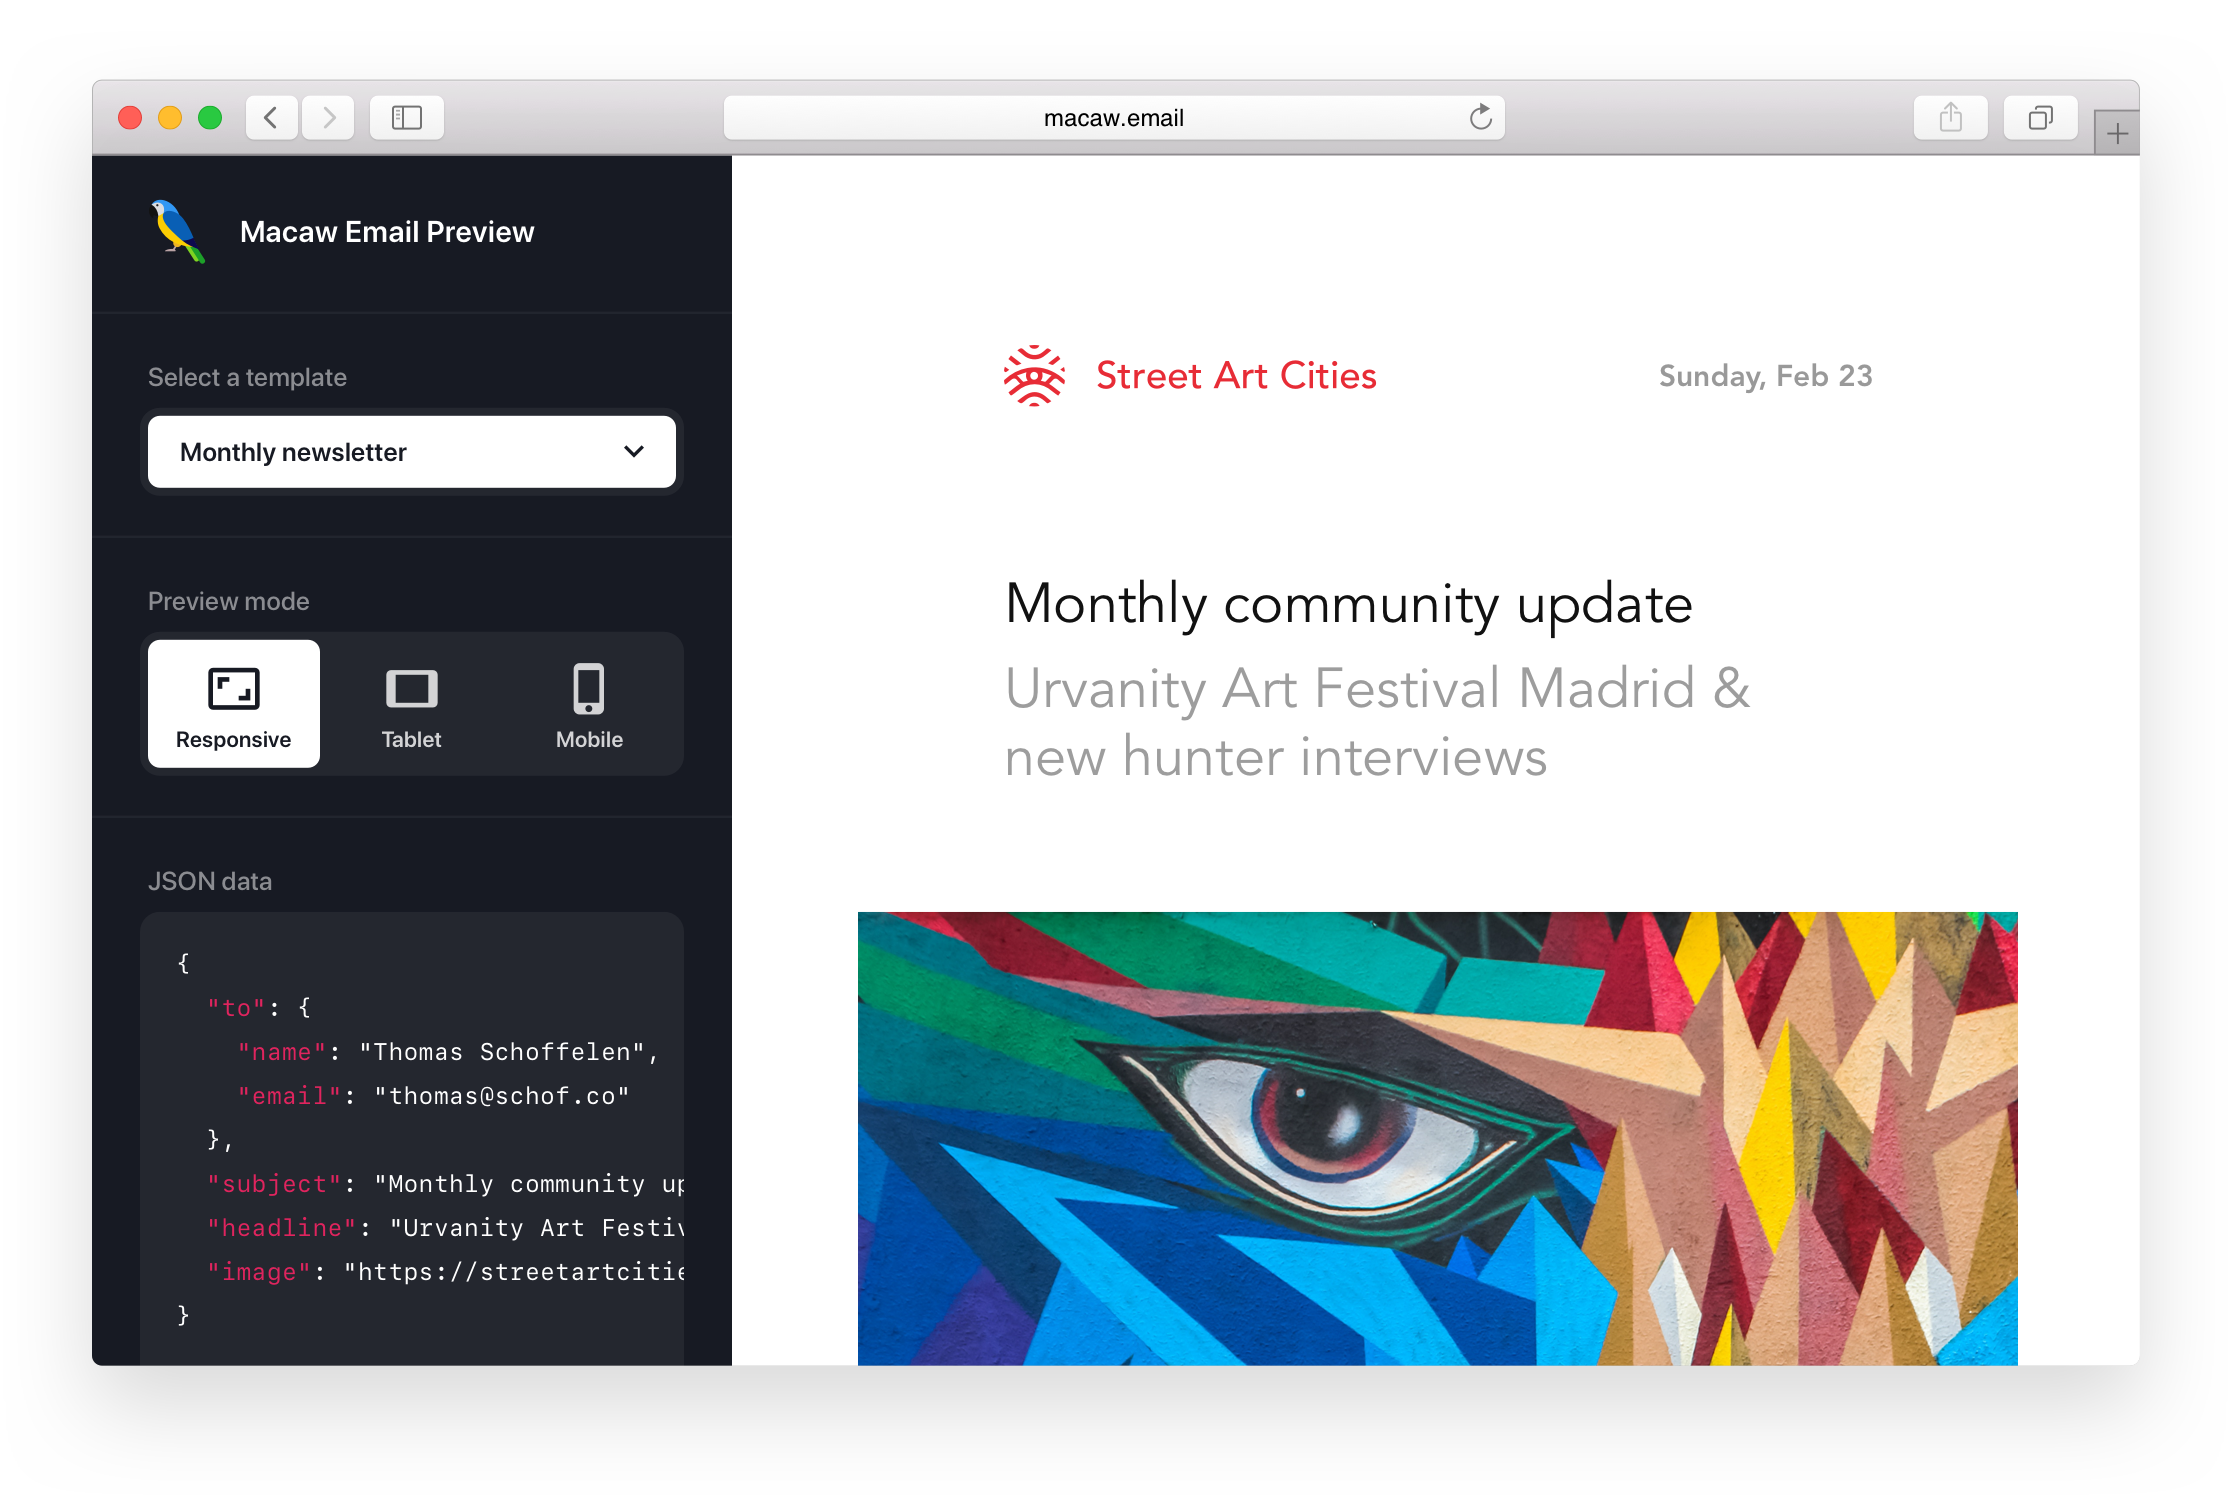 macaw.email
Macaw Email Preview
Select a template
Monthly newsletter
Preview mode
Responsive
Tablet
Mobile
JSON data
{
"to": {
"name": "Thomas Schoffelen",
"email": "thomas@schof.co"
},
"subject": "Monthly community up
"headline": "Urvanity Art Festiv
"image": "https://streetartcitie
}
Street Art Cities
Sunday, Feb 23
Monthly community update
Urvanity Art Festival Madrid &
new hunter interviews